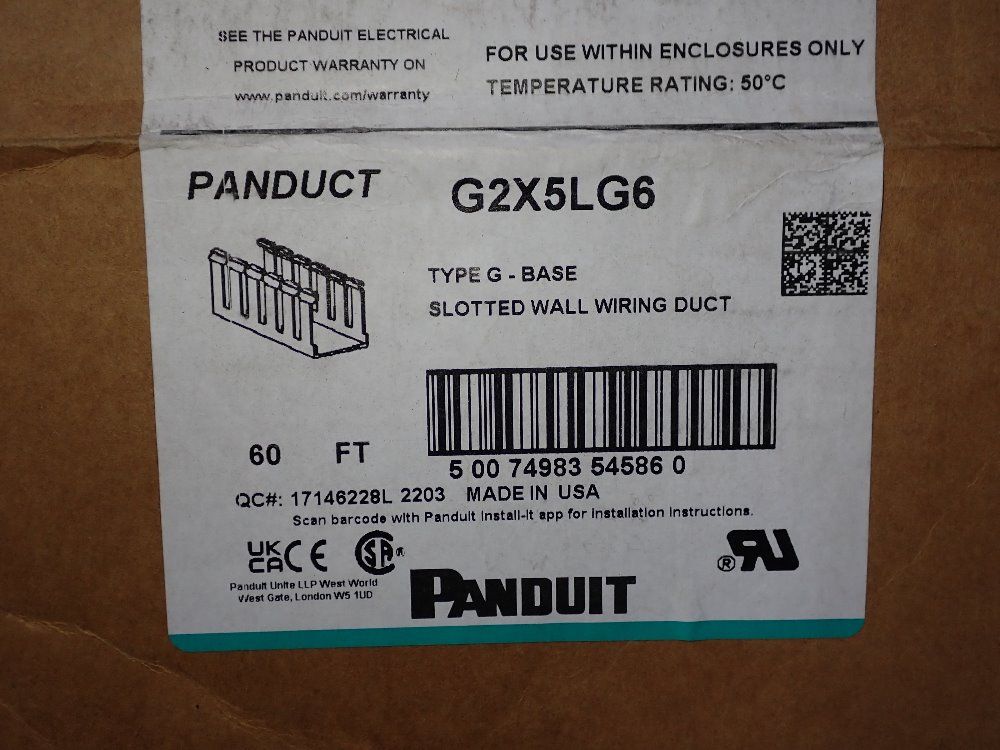 SEE THE PANDUIT ELECTRICAL
PRODUCT WARRANTY ON
www.panduit.com/warranty
FOR USE WITHIN ENCLOSURES ONLY
TEMPERATURE RATING: 50°C
PANDUCT
G2X5LG6
TYPE G - BASE
SLOTTED WALL WIRING DUCT
60 FT
5 00 74983 54586 0
QC#: 17146228L 2203 MADE IN USA
Scan barcode with Panduit Install-It app for installation instructions.
UK
CA CE SA® ®RU
Panduit Unite LLP West World
West Gate, London W5 1UD
PANDUIT